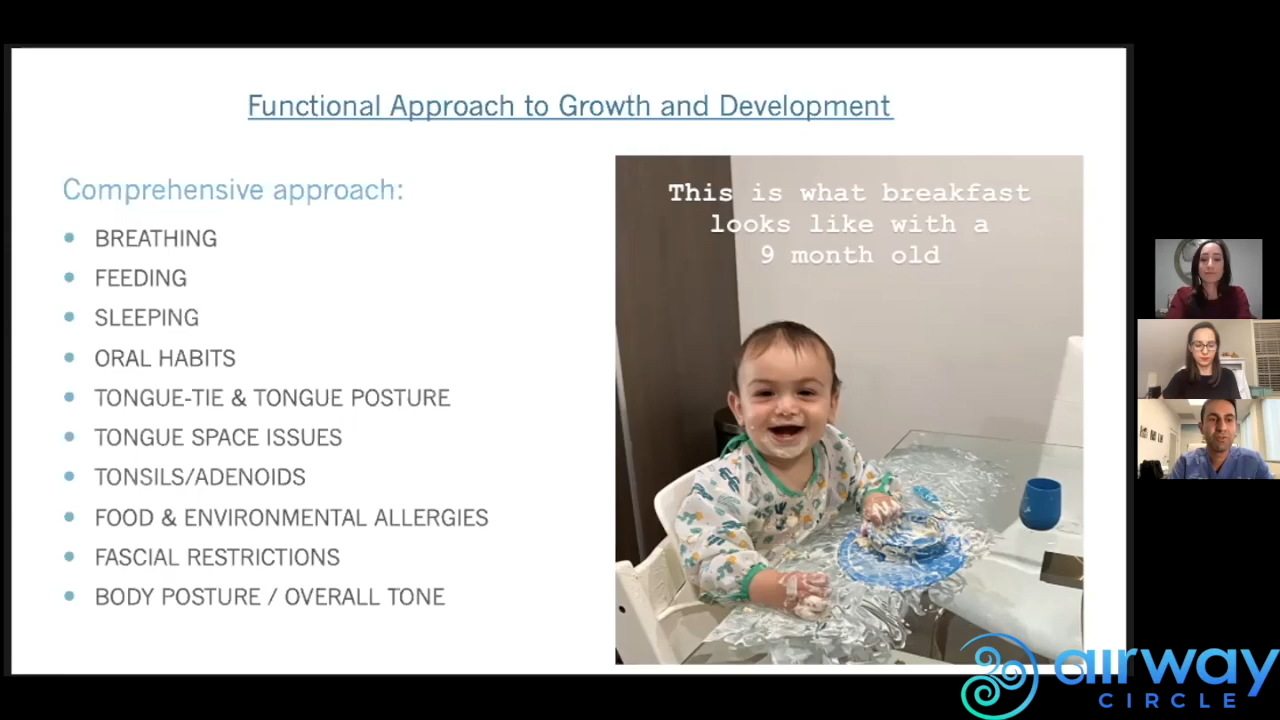 Functional Approach to Growth and Development
Comprehensive approach:
BREATHING
FEEDING
SLEEPING
ORAL HABITS
TONGUE-TIE & TONGUE POSTURE
TONGUE SPACE ISSUES
TONSILS/ADENOIDS
FOOD & ENVIRONMENTAL ALLERGIES
FASCIAL RESTRICTIONS
BODY POSTURE / OVERALL TONE
This is what breakfast
looks like with a
9 month old
airway
CIRCLE